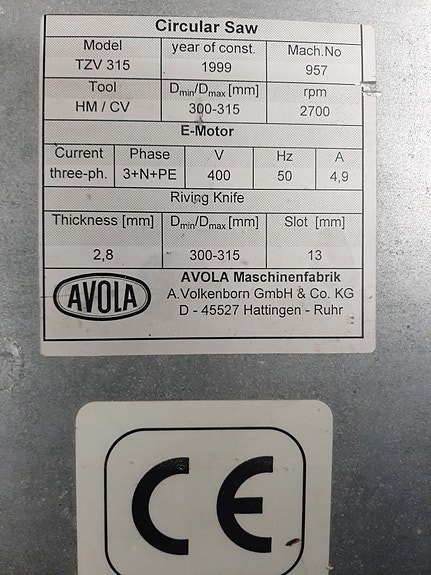 Circular Saw
Model year of const. Mach.No
TZV 315 1999 957
Tool Dmin/Dmax [mm] rpm
HM / CV 300-315 2700
E-Motor
Current Phase V Hz A
three-ph. 3+N+PE 400 50 4,9
Riving Knife
Thickness [mm] Dmin/Dmax [mm] Slot [mm]
2,8 300-315 13
AVOLA
AVOLA Maschinenfabrik
A.Volkenborn GmbH & Co. KG
D - 45527 Hattingen - Ruhr
CE